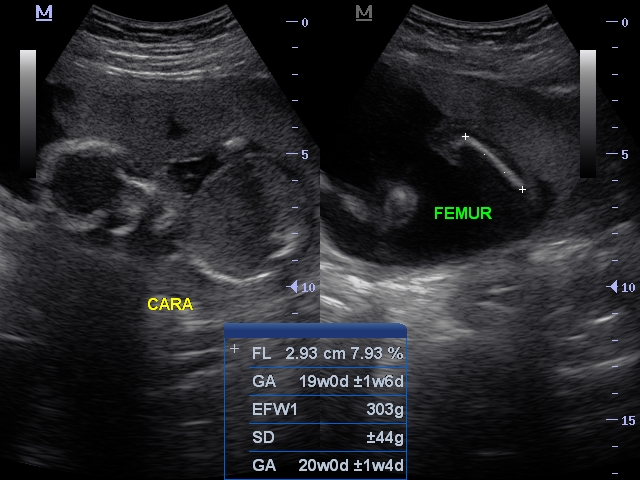 M
M
0
0
5
5
FEMUR
10
10
CARA
+ FL 2.93 cm 7.93 %
GA 19w0d ±1w6d
EFW1 303g
SD ±44g
GA 20w0d ±1w4d
15